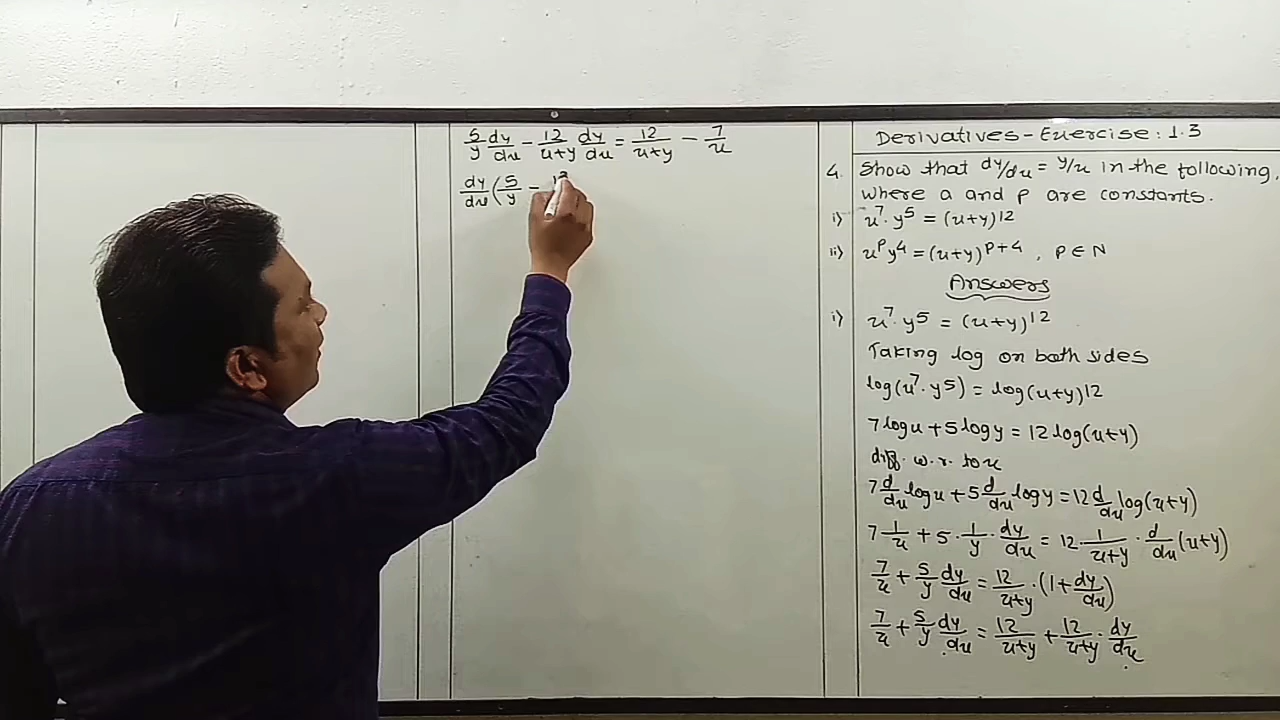 Derivatives - Exercise : 1.3
4. Show that dy/dx = y/x in the following,
where a and p are constants.
i) x⁷·y⁵ = (x+y)¹²
ii) xᵖy⁴ = (x+y)ᵖ⁺⁴ , p ∈ N
Answers
i) x⁷·y⁵ = (x+y)¹²
Taking log on both sides
log(x⁷·y⁵) = log(x+y)¹²
7 log x + 5 log y = 12 log(x+y)
diff. w.r. to x
7 d/dx log x + 5 d/dx log y = 12 d/dx log(x+y)
7·1/x + 5·1/y·dy/dx = 12·1/(x+y)·d/dx(x+y)
7/x + 5/y dy/dx = 12/(x+y)·(1 + dy/dx)
7/x + 5/y dy/dx = 12/(x+y) + 12/(x+y)·dy/dx
5/y dy/dx − 12/(x+y) dy/dx = 12/(x+y) − 7/x
dy/dx (5/y − 12